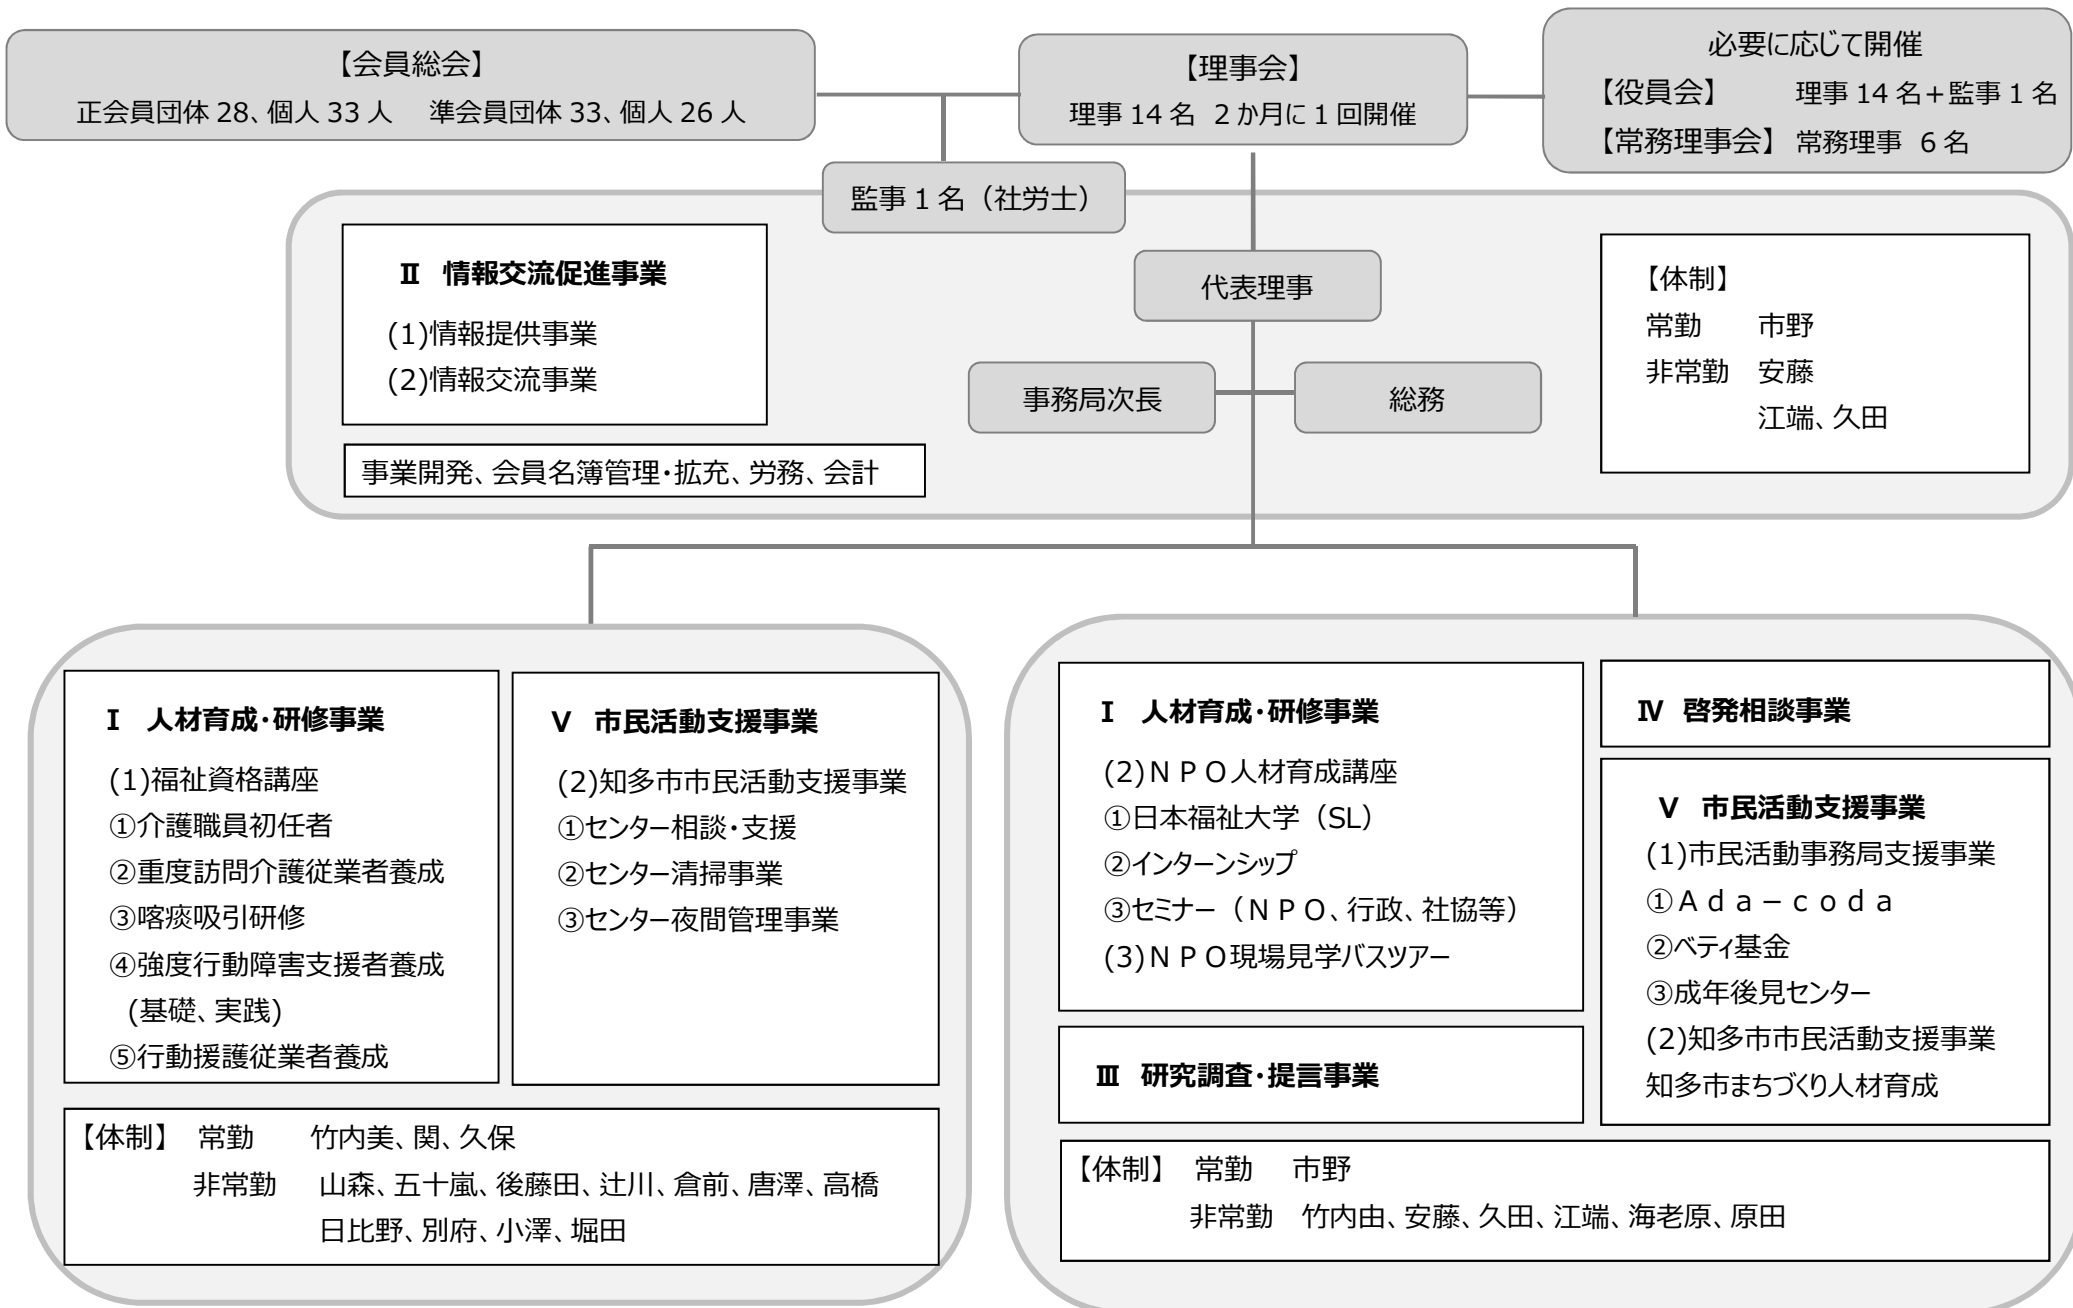 【会員総会】
正会員団体 28、個人 33 人　準会員団体 33、個人 26 人
【理事会】
理事 14 名 2 か月に 1 回開催
必要に応じて開催
【役員会】　理事 14 名＋監事 1 名
【常務理事会】 常務理事 6 名
監事 1 名（社労士）
Ⅱ 情報交流促進事業
(1)情報提供事業
(2)情報交流事業
事業開発、会員名簿管理・拡充、労務、会計
代表理事
事務局次長
総務
【体制】
常勤　市野
非常勤　安藤
江端、久田
Ⅰ 人材育成・研修事業
(1)福祉資格講座
①介護職員初任者
②重度訪問介護従業者養成
③喀痰吸引研修
④強度行動障害支援者養成
(基礎、実践)
⑤行動援護従業者養成
Ⅴ 市民活動支援事業
(2)知多市市民活動支援事業
①センター相談・支援
②センター清掃事業
③センター夜間管理事業
【体制】 常勤　竹内美、関、久保
非常勤　山森、五十嵐、後藤田、辻川、倉前、唐澤、高橋
日比野、別府、小澤、堀田
Ⅰ 人材育成・研修事業
(2)ＮＰＯ人材育成講座
①日本福祉大学（SL）
②インターンシップ
③セミナー（ＮＰＯ、行政、社協等）
(3)ＮＰＯ現場見学バスツアー
Ⅲ 研究調査・提言事業
Ⅳ 啓発相談事業
Ⅴ 市民活動支援事業
(1)市民活動事務局支援事業
①Ａｄａ－ｃｏｄａ
②ベティ基金
③成年後見センター
(2)知多市市民活動支援事業
知多市まちづくり人材育成
【体制】 常勤　市野
非常勤　竹内由、安藤、久田、江端、海老原、原田